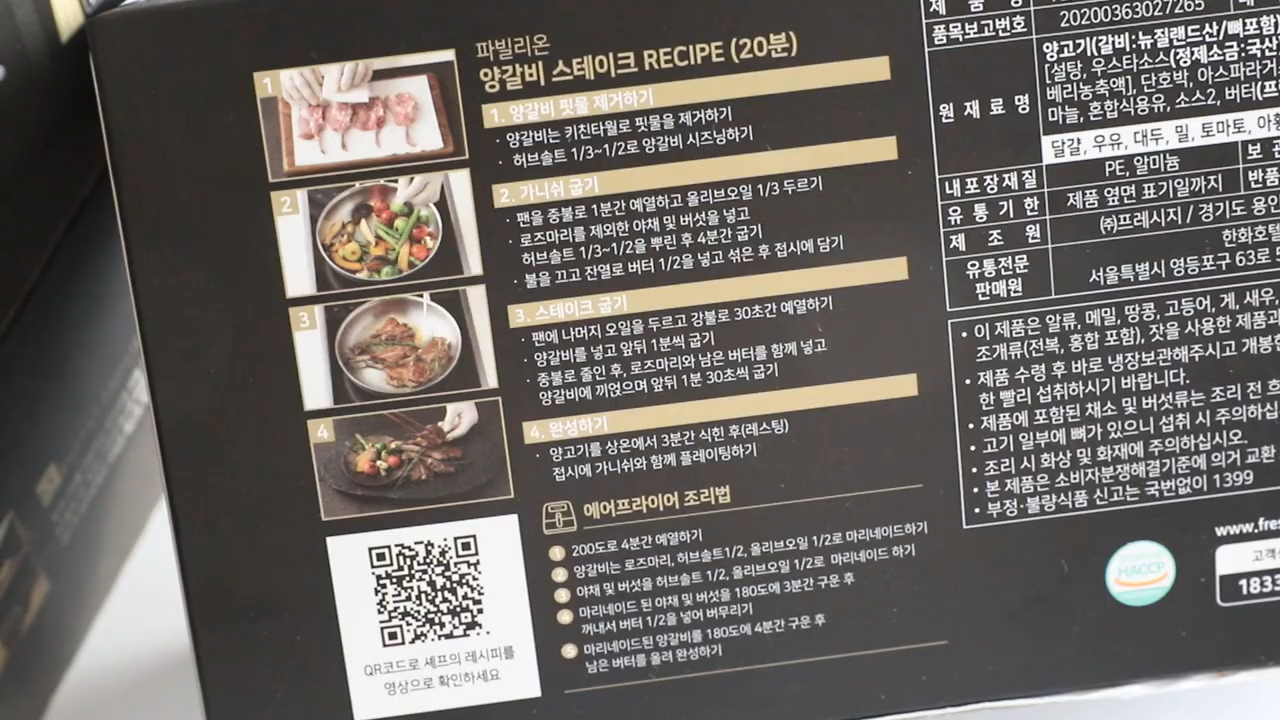 1
2
3
4
파빌리온
양갈비 스테이크 RECIPE (20분)
1. 양갈비 핏물 제거하기
· 양갈비는 키친타월로 핏물을 제거하기
· 허브솔트 1/3~1/2로 양갈비 시즈닝하기
2. 가니쉬 굽기
· 팬을 중불로 1분간 예열하고 올리브오일 1/3 두르기
· 로즈마리를 제외한 야채 및 버섯을 넣고
허브솔트 1/3~1/2을 뿌린 후 4분간 굽기
· 불을 끄고 잔열로 버터 1/2을 넣고 섞은 후 접시에 담기
3. 스테이크 굽기
· 팬에 나머지 오일을 두르고 강불로 30초간 예열하기
· 양갈비를 넣고 앞뒤 1분씩 굽기
· 중불로 줄인 후, 로즈마리와 남은 버터를 함께 넣고
양갈비에 끼얹으며 앞뒤 1분 30초씩 굽기
4. 완성하기
· 양고기를 상온에서 3분간 식힌 후(레스팅)
접시에 가니쉬와 함께 플레이팅하기
에어프라이어 조리법
1 200도로 4분간 예열하기
2 양갈비는 로즈마리, 허브솔트1/2, 올리브오일 1/2로 마리네이드하기
3 야채 및 버섯을 허브솔트 1/2, 올리브오일 1/2로 마리네이드 하기
4 마리네이드 된 야채 및 버섯을 180도에 3분간 구운 후
꺼내서 버터 1/2을 넣어 버무리기
5 마리네이드된 양갈비를 180도에 4분간 구운 후
남은 버터를 올려 완성하기
QR코드로 셰프의 레시피를
영상으로 확인하세요
제 품 명
품목보고번호 20200363027265
원 재 료 명
양고기(갈비:뉴질랜드산/뼈포함)
[설탕, 우스타소스(정제소금:국산
베리농축액], 단호박, 아스파라거
마늘, 혼합식용유, 소스2, 버터(프
달걀, 우유, 대두, 밀, 토마토, 아황
내포장재질 PE, 알미늄 보 관
유 통 기 한 제품 옆면 표기일까지 반품
제 조 원 ㈜프레시지 / 경기도 용인
유통전문
판매원
한화호텔
서울특별시 영등포구 63로
• 이 제품은 알류, 메밀, 땅콩, 고등어, 게, 새우,
조개류(전복, 홍합 포함), 잣을 사용한 제품과
• 제품 수령 후 바로 냉장보관해주시고 개봉한
한 빨리 섭취하시기 바랍니다.
• 제품에 포함된 채소 및 버섯류는 조리 전 흐
• 고기 일부에 뼈가 있으니 섭취 시 주의하십
• 조리 시 화상 및 화재에 주의하십시오.
• 본 제품은 소비자분쟁해결기준에 의거 교환
• 부정·불량식품 신고는 국번없이 1399
HACCP
www.fres
고객
1833